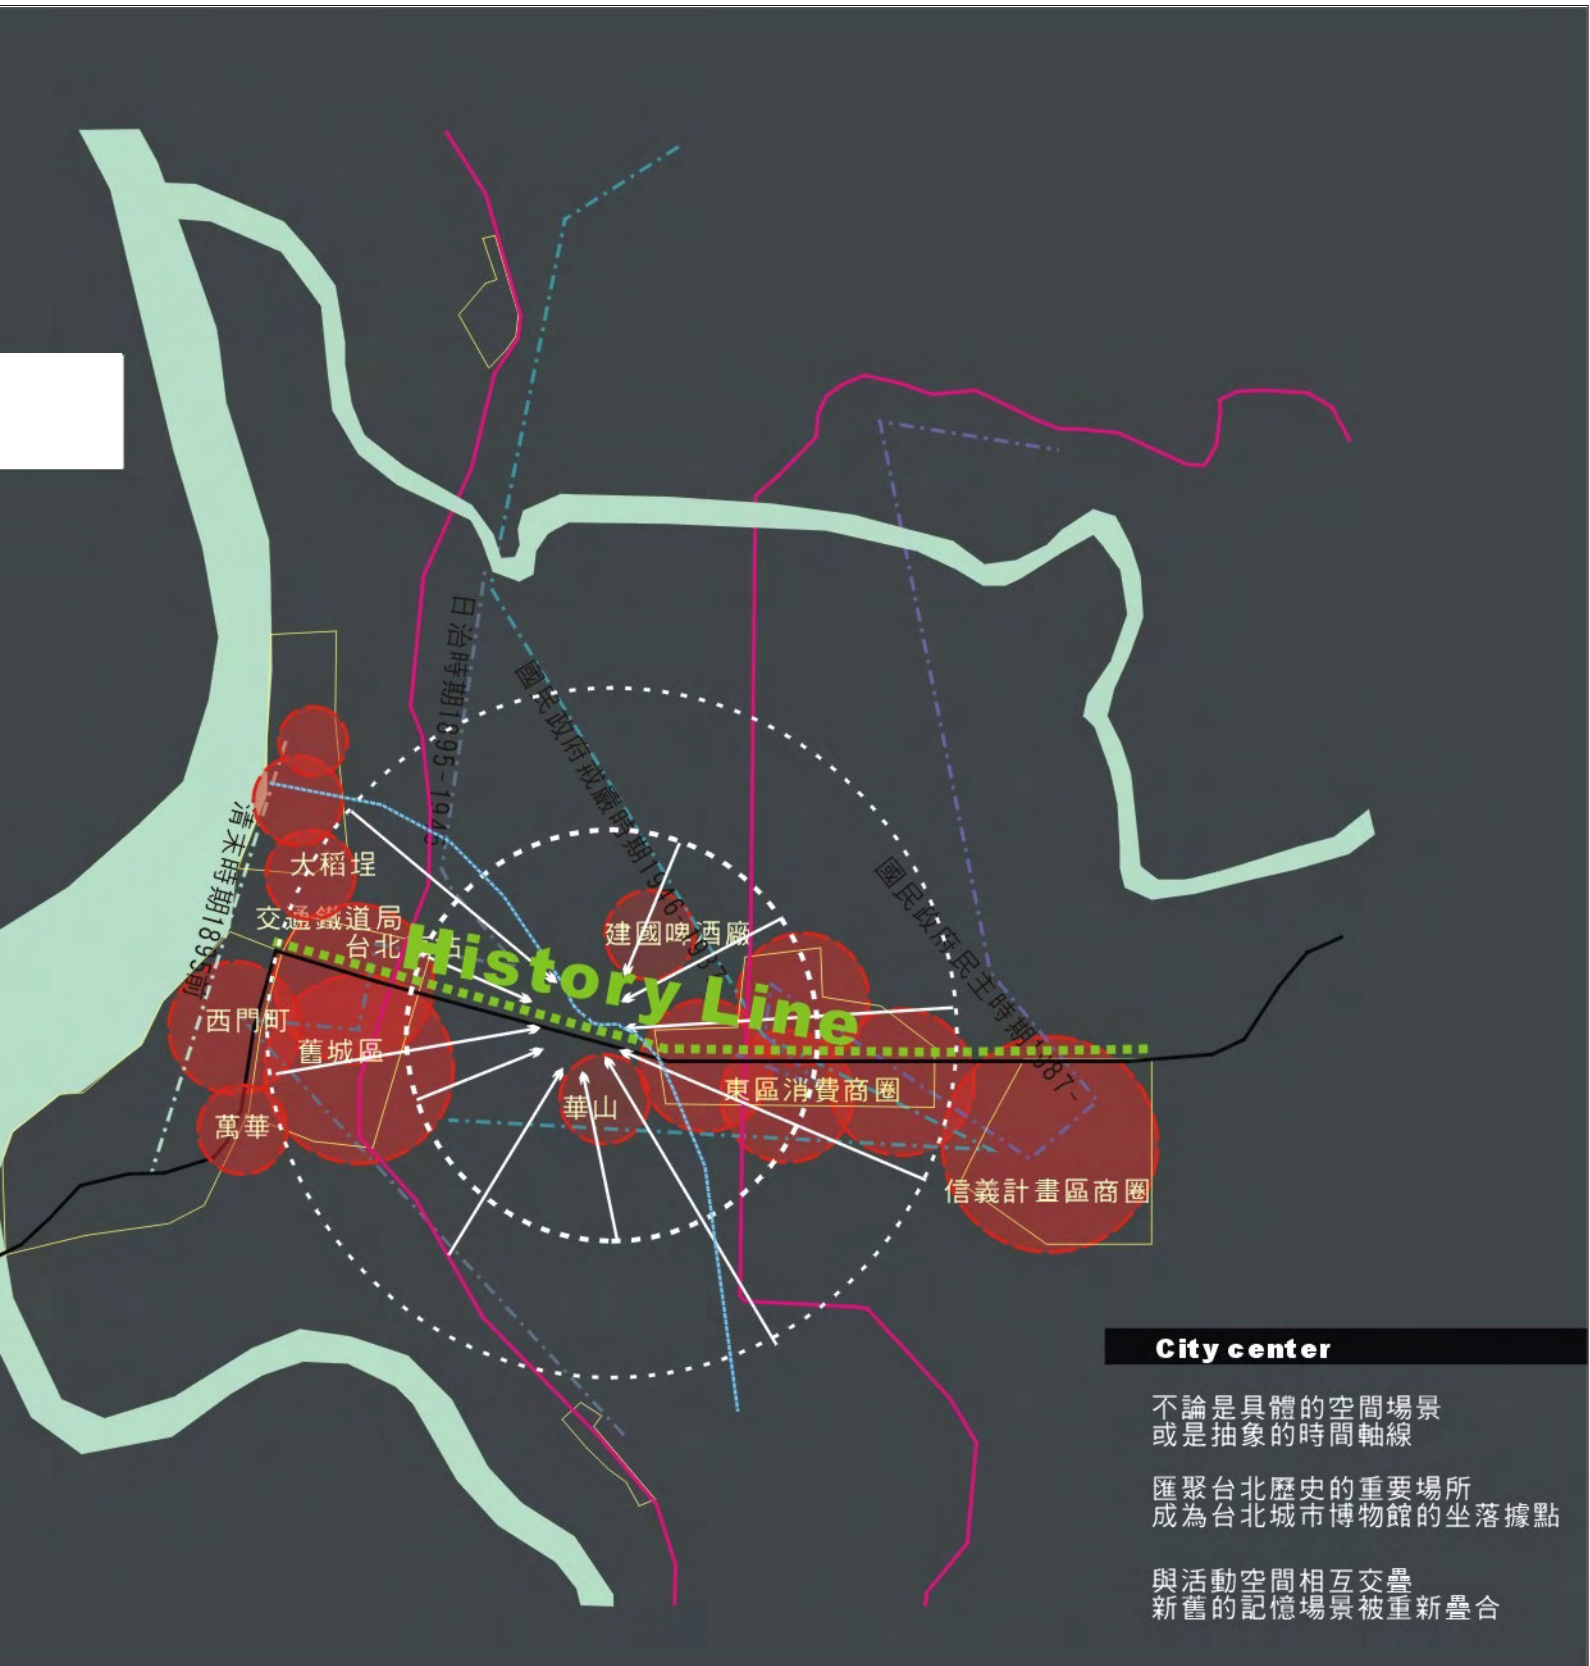 日治時期1895-1945
國民政府戒嚴時期1946-1987
國民政府民主時期1987-
清末時期1895前
大稻埕
交通鐵道局
台北
History Line
建國啤酒廠
西門町
舊城區
萬華
華山
東區消費商圈
信義計畫區商圈
City center
不論是具體的空間場景
或是抽象的時間軸線
匯聚台北歷史的重要場所
成為台北城市博物館的坐落據點
與活動空間相互交疊
新舊的記憶場景被重新疊合